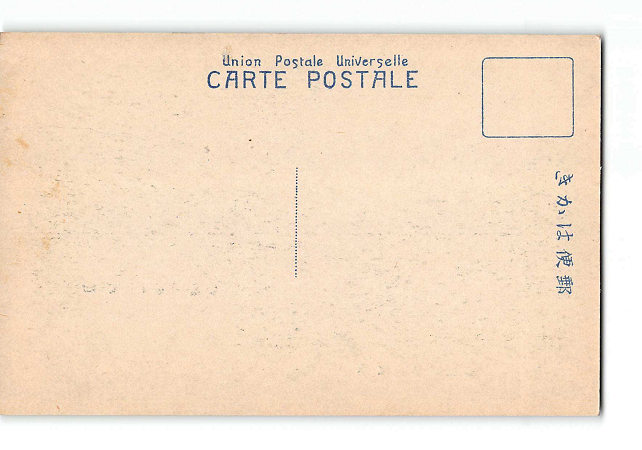 Union Postale Universelle
CARTE POSTALE
郵便はかき